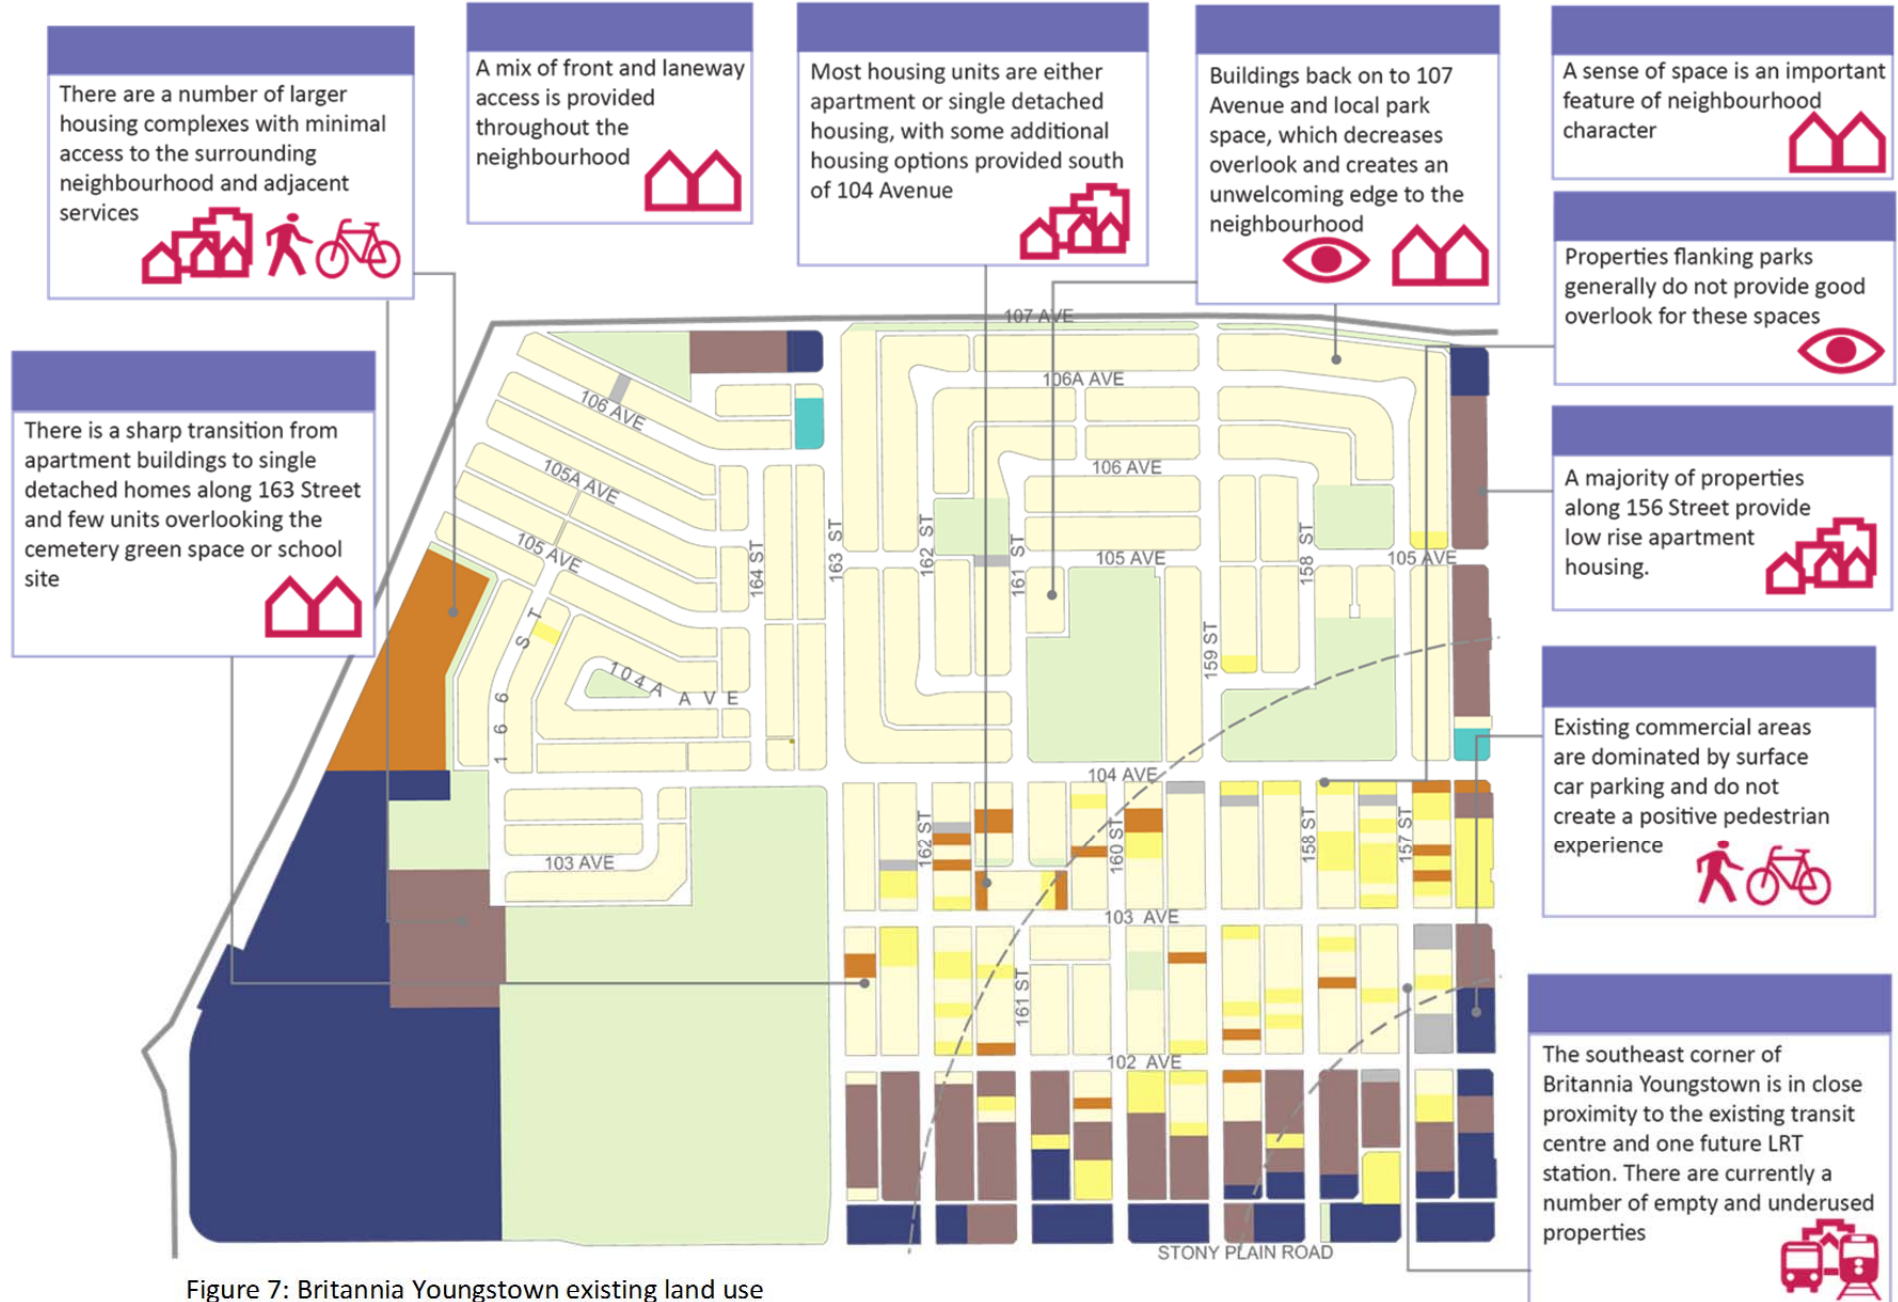 There are a number of larger
housing complexes with minimal
access to the surrounding
neighbourhood and adjacent
services
A mix of front and laneway
access is provided
throughout the
neighbourhood
Most housing units are either
apartment or single detached
housing, with some additional
housing options provided south
of 104 Avenue
Buildings back on to 107
Avenue and local park
space, which decreases
overlook and creates an
unwelcoming edge to the
neighbourhood
A sense of space is an important
feature of neighbourhood
character
Properties flanking parks
generally do not provide good
overlook for these spaces
There is a sharp transition from
apartment buildings to single
detached homes along 163 Street
and few units overlooking the
cemetery green space or school
site
A majority of properties
along 156 Street provide
low rise apartment
housing.
Existing commercial areas
are dominated by surface
car parking and do not
create a positive pedestrian
experience
The southeast corner of
Britannia Youngstown is in close
proximity to the existing transit
centre and one future LRT
station. There are currently a
number of empty and underused
properties
107 AVE
106A AVE
106 AVE
106 AVE
105A AVE
105 AVE
105 AVE
105 AVE
164 ST
163 ST
162 ST
161 ST
158 ST
159 ST
166 ST
104A AVE
104 AVE
162 ST
160 ST
158 ST
157 ST
103 AVE
103 AVE
161 ST
102 AVE
STONY PLAIN ROAD
Figure 7: Britannia Youngstown existing land use